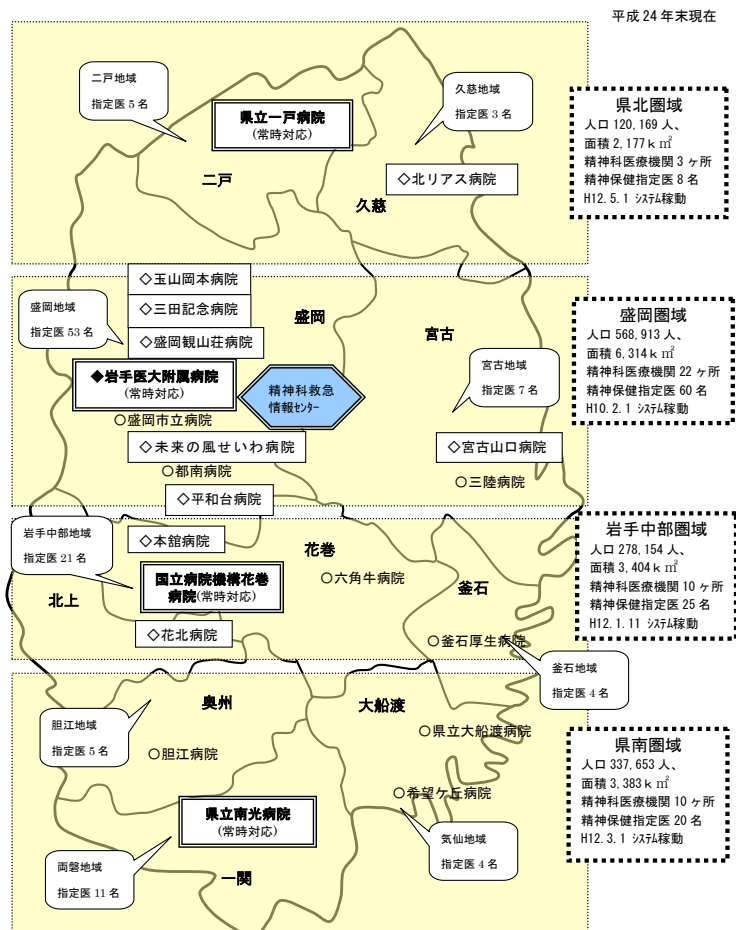 平成24年末現在
二戸地域
指定医5名
県立一戸病院
(常時対応)
久慈地域
指定医3名
二戸
久慈
◇北リアス病院
県北圏域
人口120,169人、
面積2,177k㎡
精神科医療機関3ヶ所
精神保健指定医8名
H12.5.1 システム稼動
◇玉山岡本病院
◇三田記念病院
◇盛岡観山荘病院
盛岡地域
指定医53名
盛岡
宮古
◆岩手医大附属病院
(常時対応)
精神科救急
情報センター
宮古地域
指定医7名
○盛岡市立病院
◇未来の風せいわ病院
○都南病院
◇平和台病院
◇宮古山口病院
○三陸病院
盛岡圏域
人口568,913人、
面積6,314k㎡
精神科医療機関22ヶ所
精神保健指定医60名
H10.2.1 システム稼動
岩手中部地域
指定医21名
◇本舘病院
花巻
国立病院機構花巻
病院(常時対応)
○六角牛病院
釜石
北上
◇花北病院
○釜石厚生病院
釜石地域
指定医4名
岩手中部圏域
人口278,154人、
面積3,404k㎡
精神科医療機関10ヶ所
精神保健指定医25名
H12.1.11 システム稼動
奥州
大船渡
胆江地域
指定医5名
○胆江病院
○県立大船渡病院
○希望ケ丘病院
県立南光病院
(常時対応)
気仙地域
指定医4名
両磐地域
指定医11名
一関
県南圏域
人口337,653人、
面積3,383k㎡
精神科医療機関10ヶ所
精神保健指定医20名
H12.3.1 システム稼動